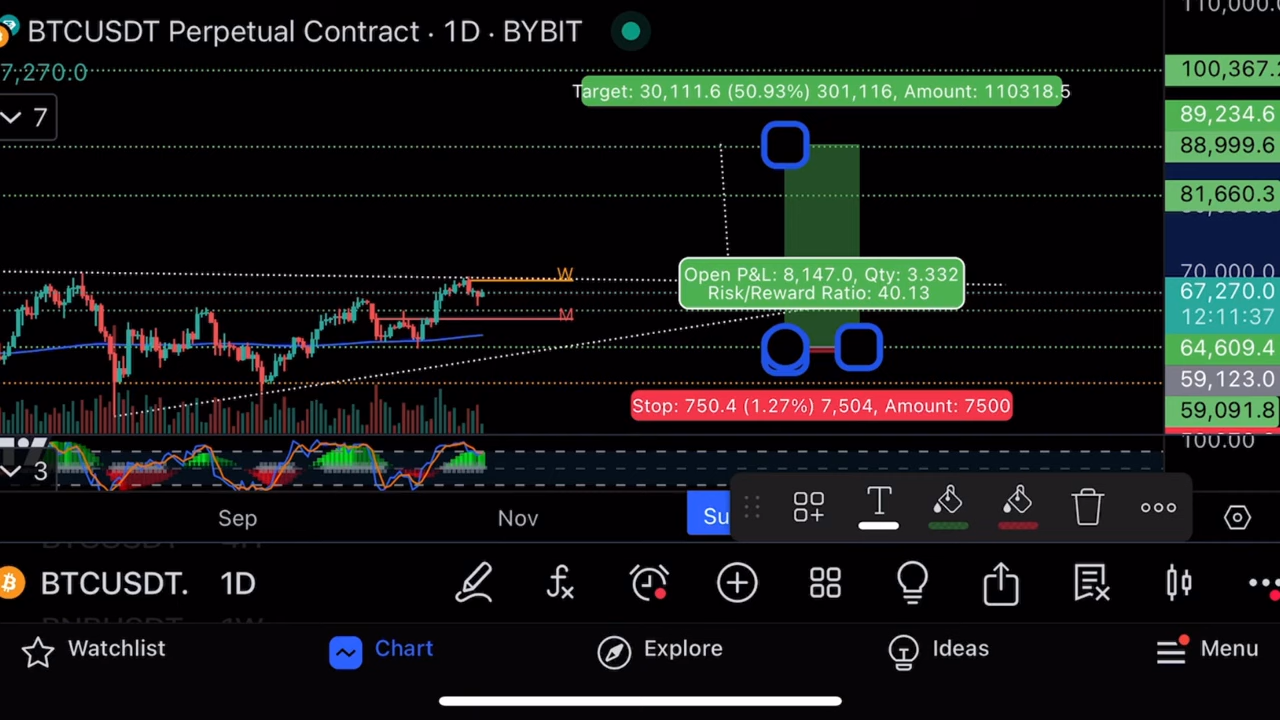 BTCUSDT Perpetual Contract · 1D · BYBIT
7,270.0
7
Target: 30,111.6 (50.93%) 301,116, Amount: 110318.5
110,000.0
100,367.2
89,234.6
88,999.6
81,660.3
70,000.0
67,270.0
12:11:37
64,609.4
59,123.0
59,091.8
100.00
W
M
Open P&L: 8,147.0, Qty: 3.332
Risk/Reward Ratio: 40.13
Stop: 750.4 (1.27%) 7,504, Amount: 7500
3
Sep
Nov
Su
T
BTCUSDT.
1D
Watchlist
Chart
Explore
Ideas
Menu